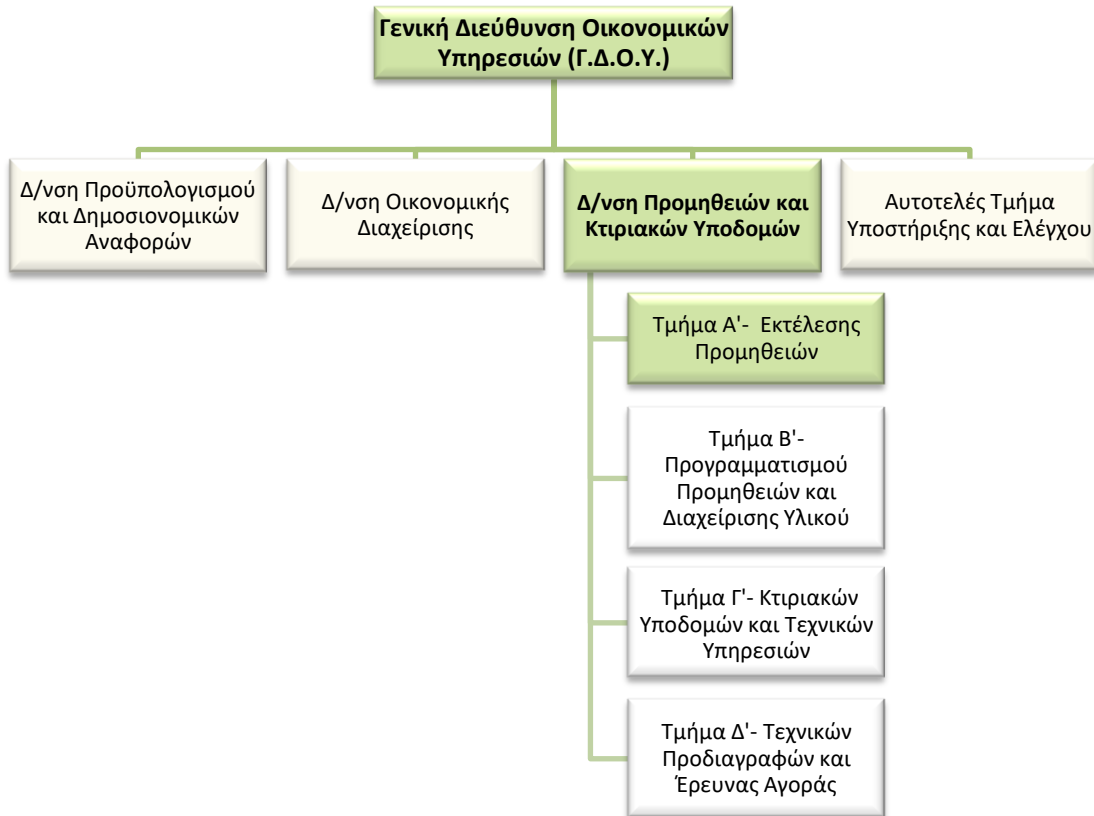 Γενική Διεύθυνση Οικονομικών
Υπηρεσιών (Γ.Δ.Ο.Υ.)
Δ/νση Προϋπολογισμού
και Δημοσιονομικών
Αναφορών
Δ/νση Οικονομικής
Διαχείρισης
Δ/νση Προμηθειών και
Κτιριακών Υποδομών
Αυτοτελές Τμήμα
Υποστήριξης και Ελέγχου
Τμήμα Α'- Εκτέλεσης
Προμηθειών
Τμήμα Β'-
Προγραμματισμού
Προμηθειών και
Διαχείρισης Υλικού
Τμήμα Γ'- Κτιριακών
Υποδομών και Τεχνικών
Υπηρεσιών
Τμήμα Δ'- Τεχνικών
Προδιαγραφών και
Έρευνας Αγοράς